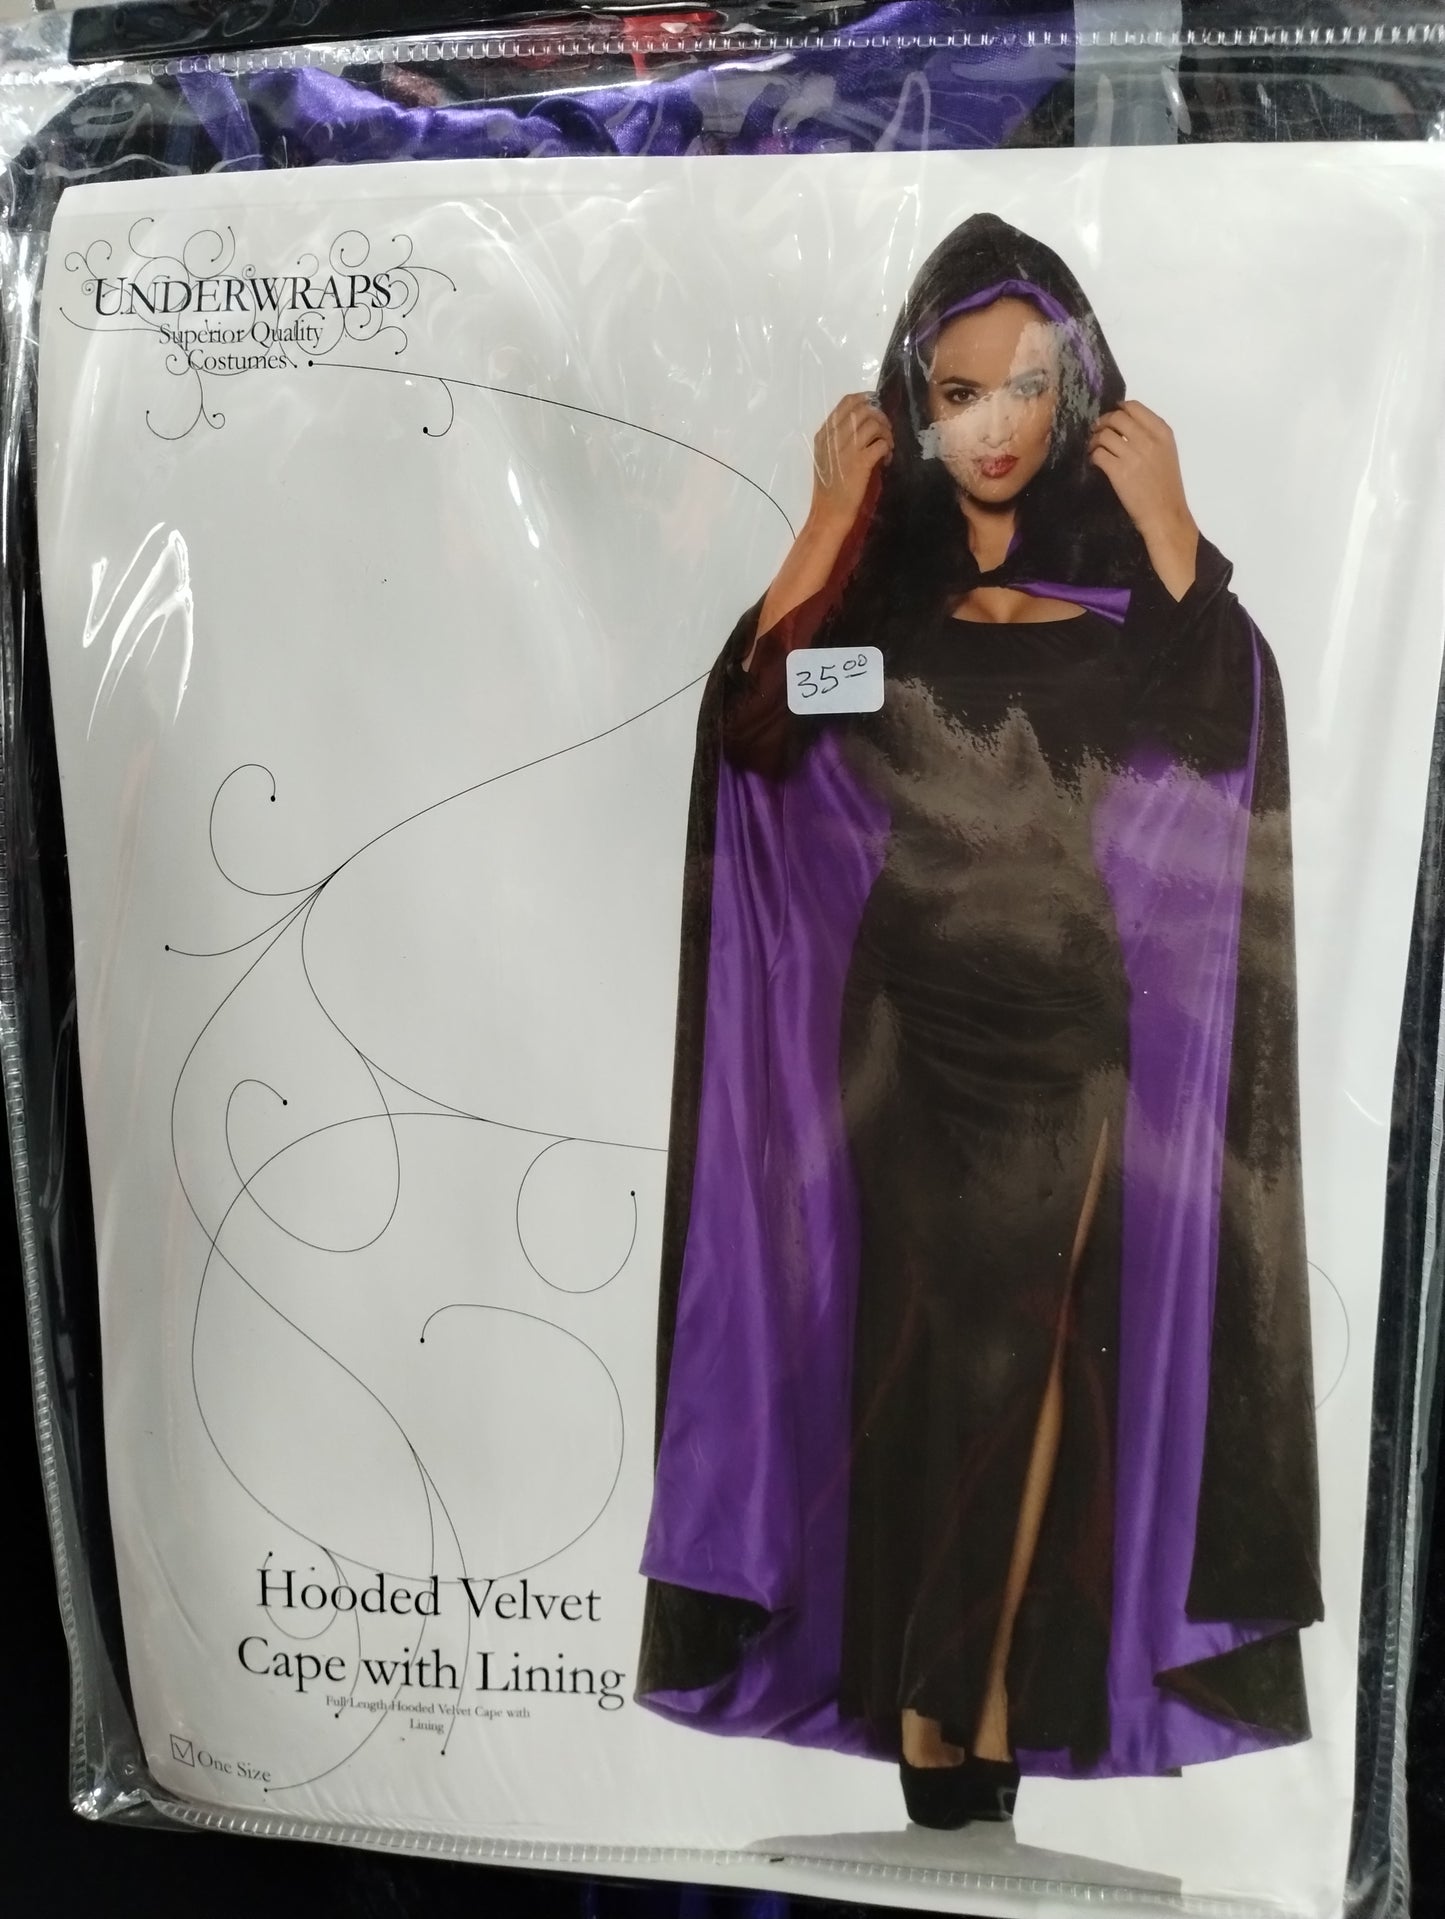 UNDERWRAPS
Superior Quality
Costumes
35.00
Hooded Velvet
Cape with Lining
Full Length Hooded Velvet Cape with
Lining
One Size